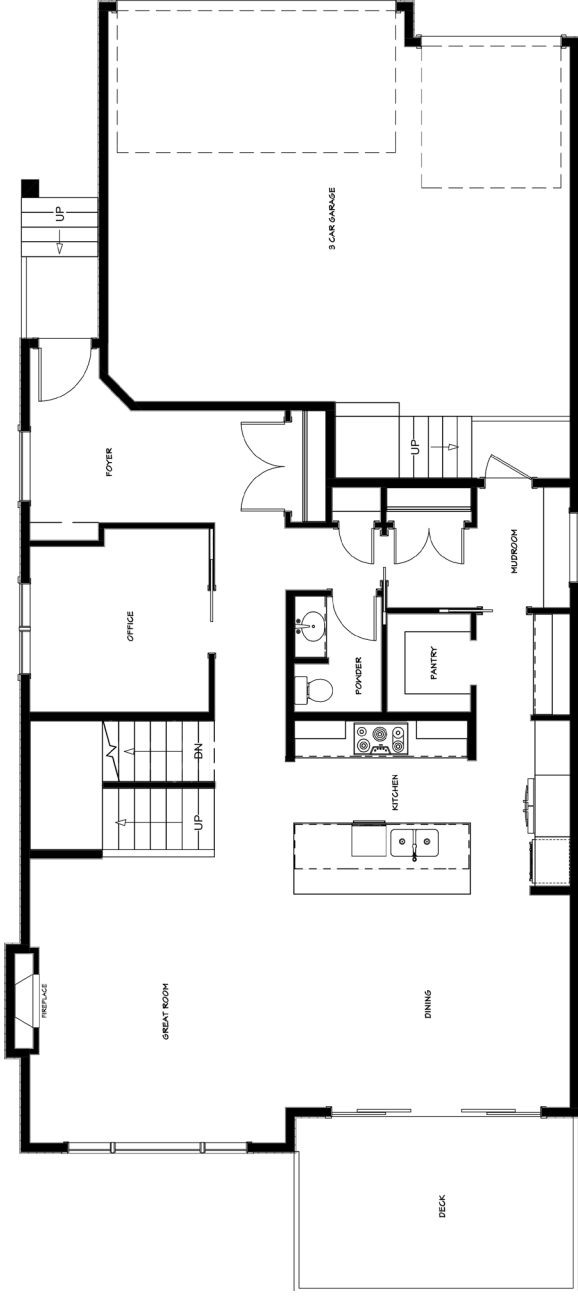 UP
3 CAR GARAGE
UP
FOYER
MUDROOM
OFFICE
POWDER
PANTRY
DN
KITCHEN
UP
FIREPLACE
GREAT ROOM
DINING
DECK